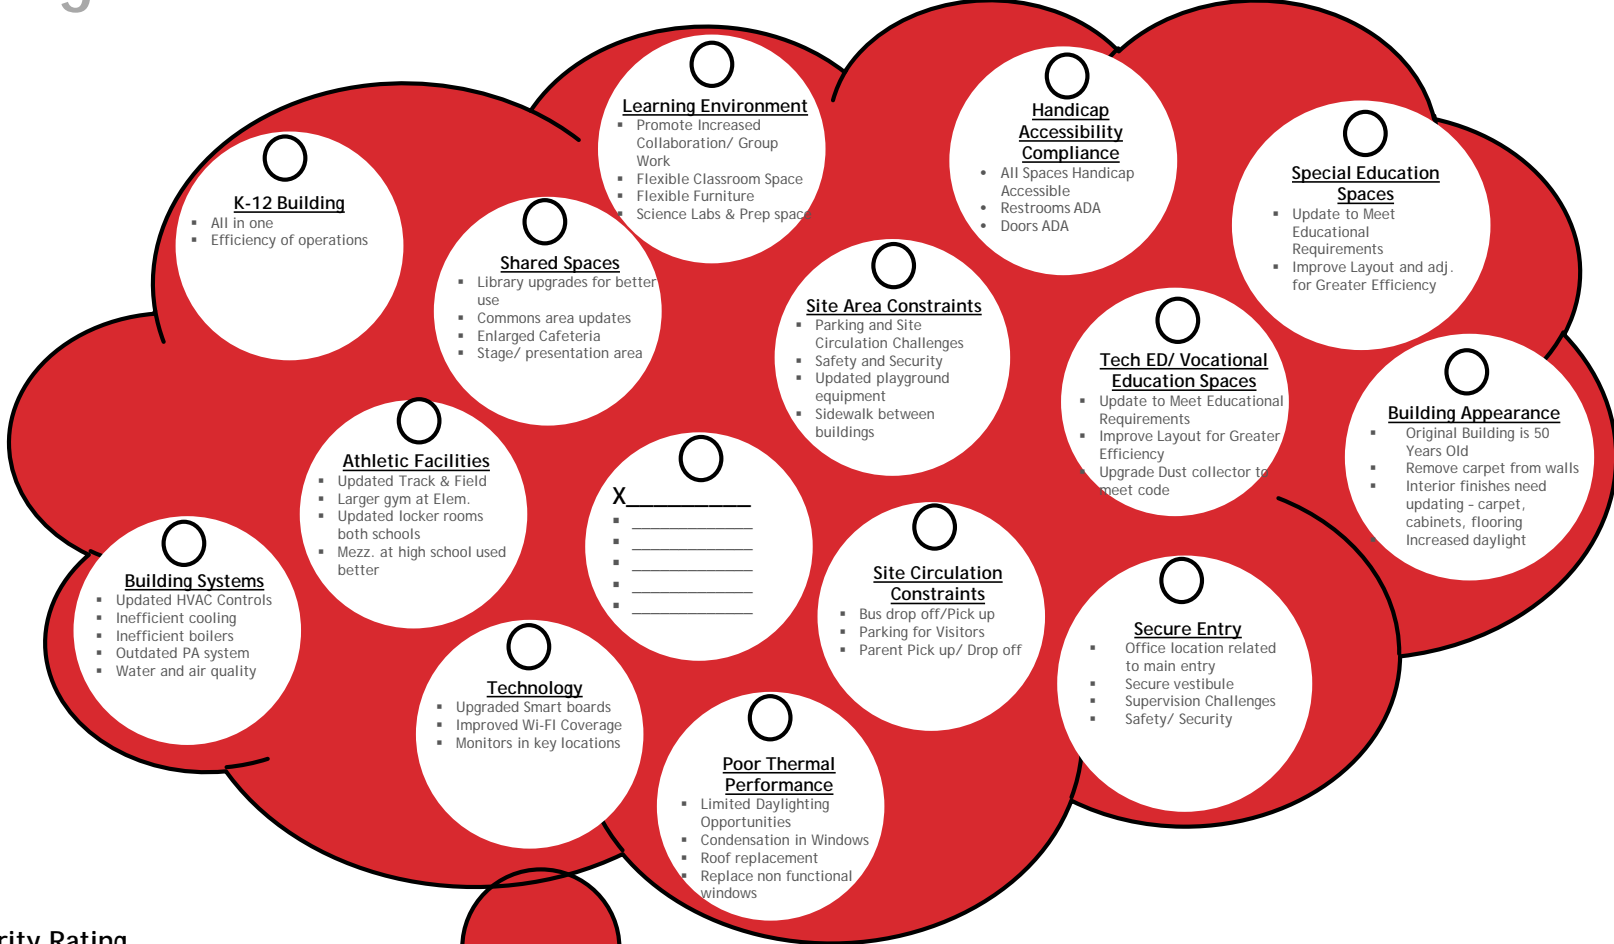 g
Learning Environment
▪ Promote Increased
Collaboration/ Group
Work
▪ Flexible Classroom Space
▪ Flexible Furniture
▪ Science Labs & Prep space
Handicap
Accessibility
Compliance
• All Spaces Handicap
Accessible
• Restrooms ADA
• Doors ADA
Special Education
Spaces
▪ Update to Meet
Educational
Requirements
▪ Improve Layout and adj.
for Greater Efficiency
K-12 Building
▪ All in one
▪ Efficiency of operations
Shared Spaces
▪ Library upgrades for better
use
▪ Commons area updates
▪ Enlarged Cafeteria
▪ Stage/ presentation area
Site Area Constraints
▪ Parking and Site
Circulation Challenges
▪ Safety and Security
▪ Updated playground
equipment
▪ Sidewalk between
buildings
Tech ED/ Vocational
Education Spaces
▪ Update to Meet Educational
Requirements
▪ Improve Layout for Greater
Efficiency
▪ Upgrade Dust collector to
meet code
Building Appearance
▪ Original Building is 50
Years Old
▪ Remove carpet from walls
▪ Interior finishes need
updating – carpet,
cabinets, flooring
▪ Increased daylight
Athletic Facilities
▪ Updated Track & Field
▪ Larger gym at Elem.
▪ Updated locker rooms
both schools
▪ Mezz. at high school used
better
X__________
▪ ____________
▪ ____________
▪ ____________
▪ ____________
▪ ____________
Building Systems
▪ Updated HVAC Controls
▪ Inefficient cooling
▪ Inefficient boilers
▪ Outdated PA system
▪ Water and air quality
Site Circulation
Constraints
▪ Bus drop off/Pick up
▪ Parking for Visitors
▪ Parent Pick up/ Drop off
Secure Entry
▪ Office location related
to main entry
▪ Secure vestibule
▪ Supervision Challenges
▪ Safety/ Security
Technology
▪ Upgraded Smart boards
▪ Improved Wi-FI Coverage
▪ Monitors in key locations
Poor Thermal
Performance
▪ Limited Daylighting
Opportunities
▪ Condensation in Windows
▪ Roof replacement
▪ Replace non functional
windows
rity Rating